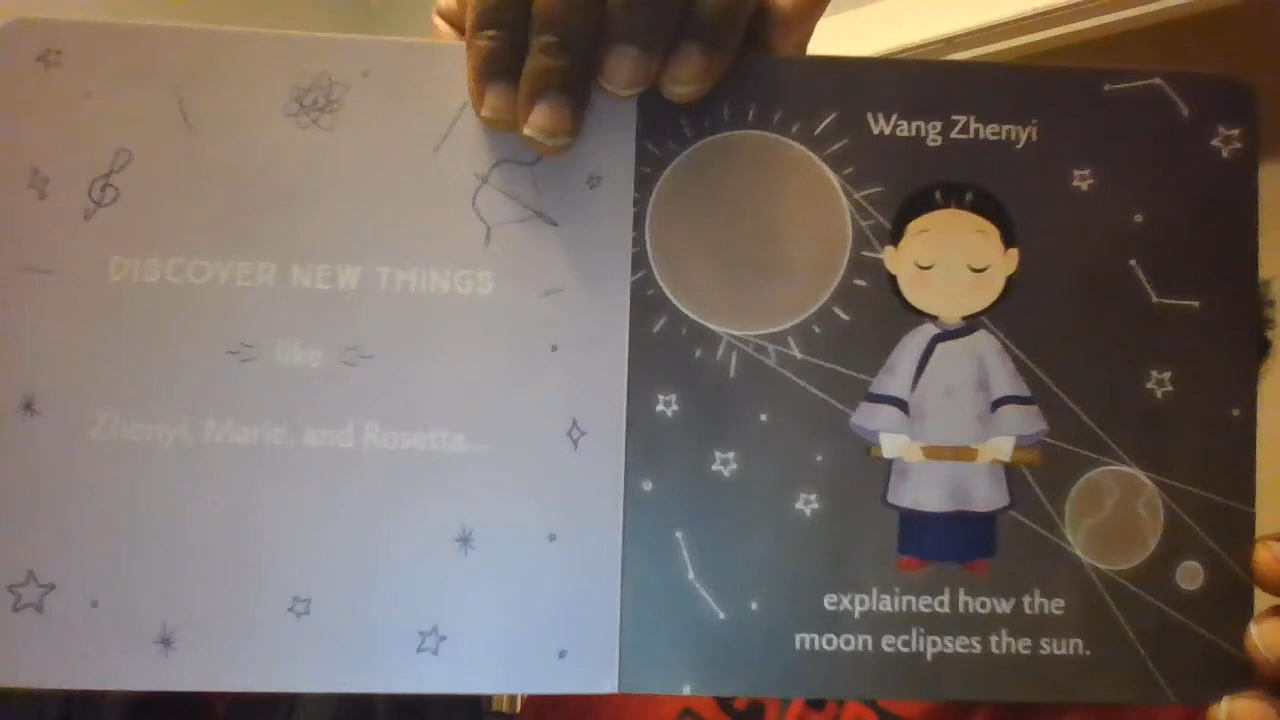 DISCOVER NEW THINGS
like
Zhenyi, Marie, and Rosetta...
Wang Zhenyi
explained how the
moon eclipses the sun.